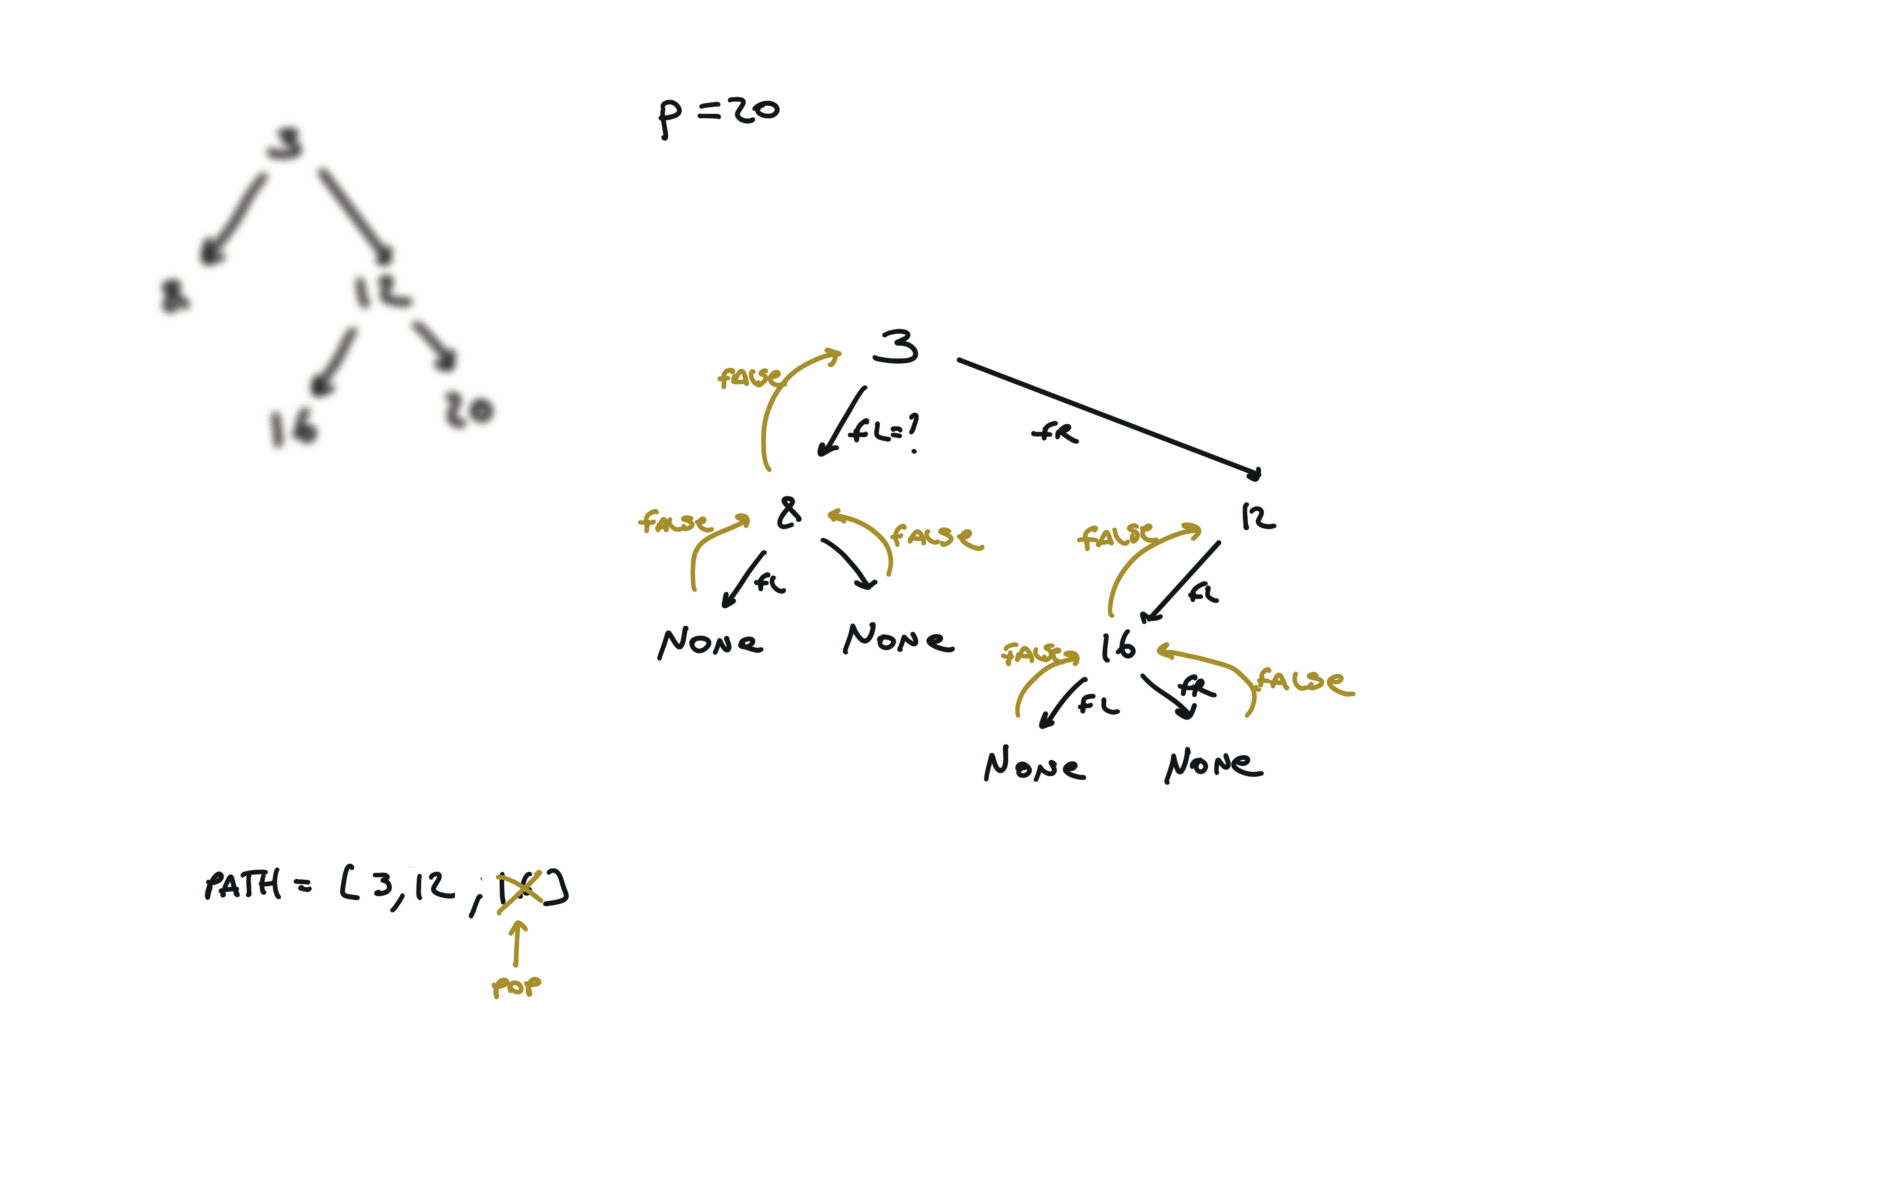 p = 20
3
8
12
16
20
3
false
fL=?
fR
8
12
false
false
false
fL
fL
None
None
16
false
false
fL
fR
None
None
PATH = [3,12,16]
POP